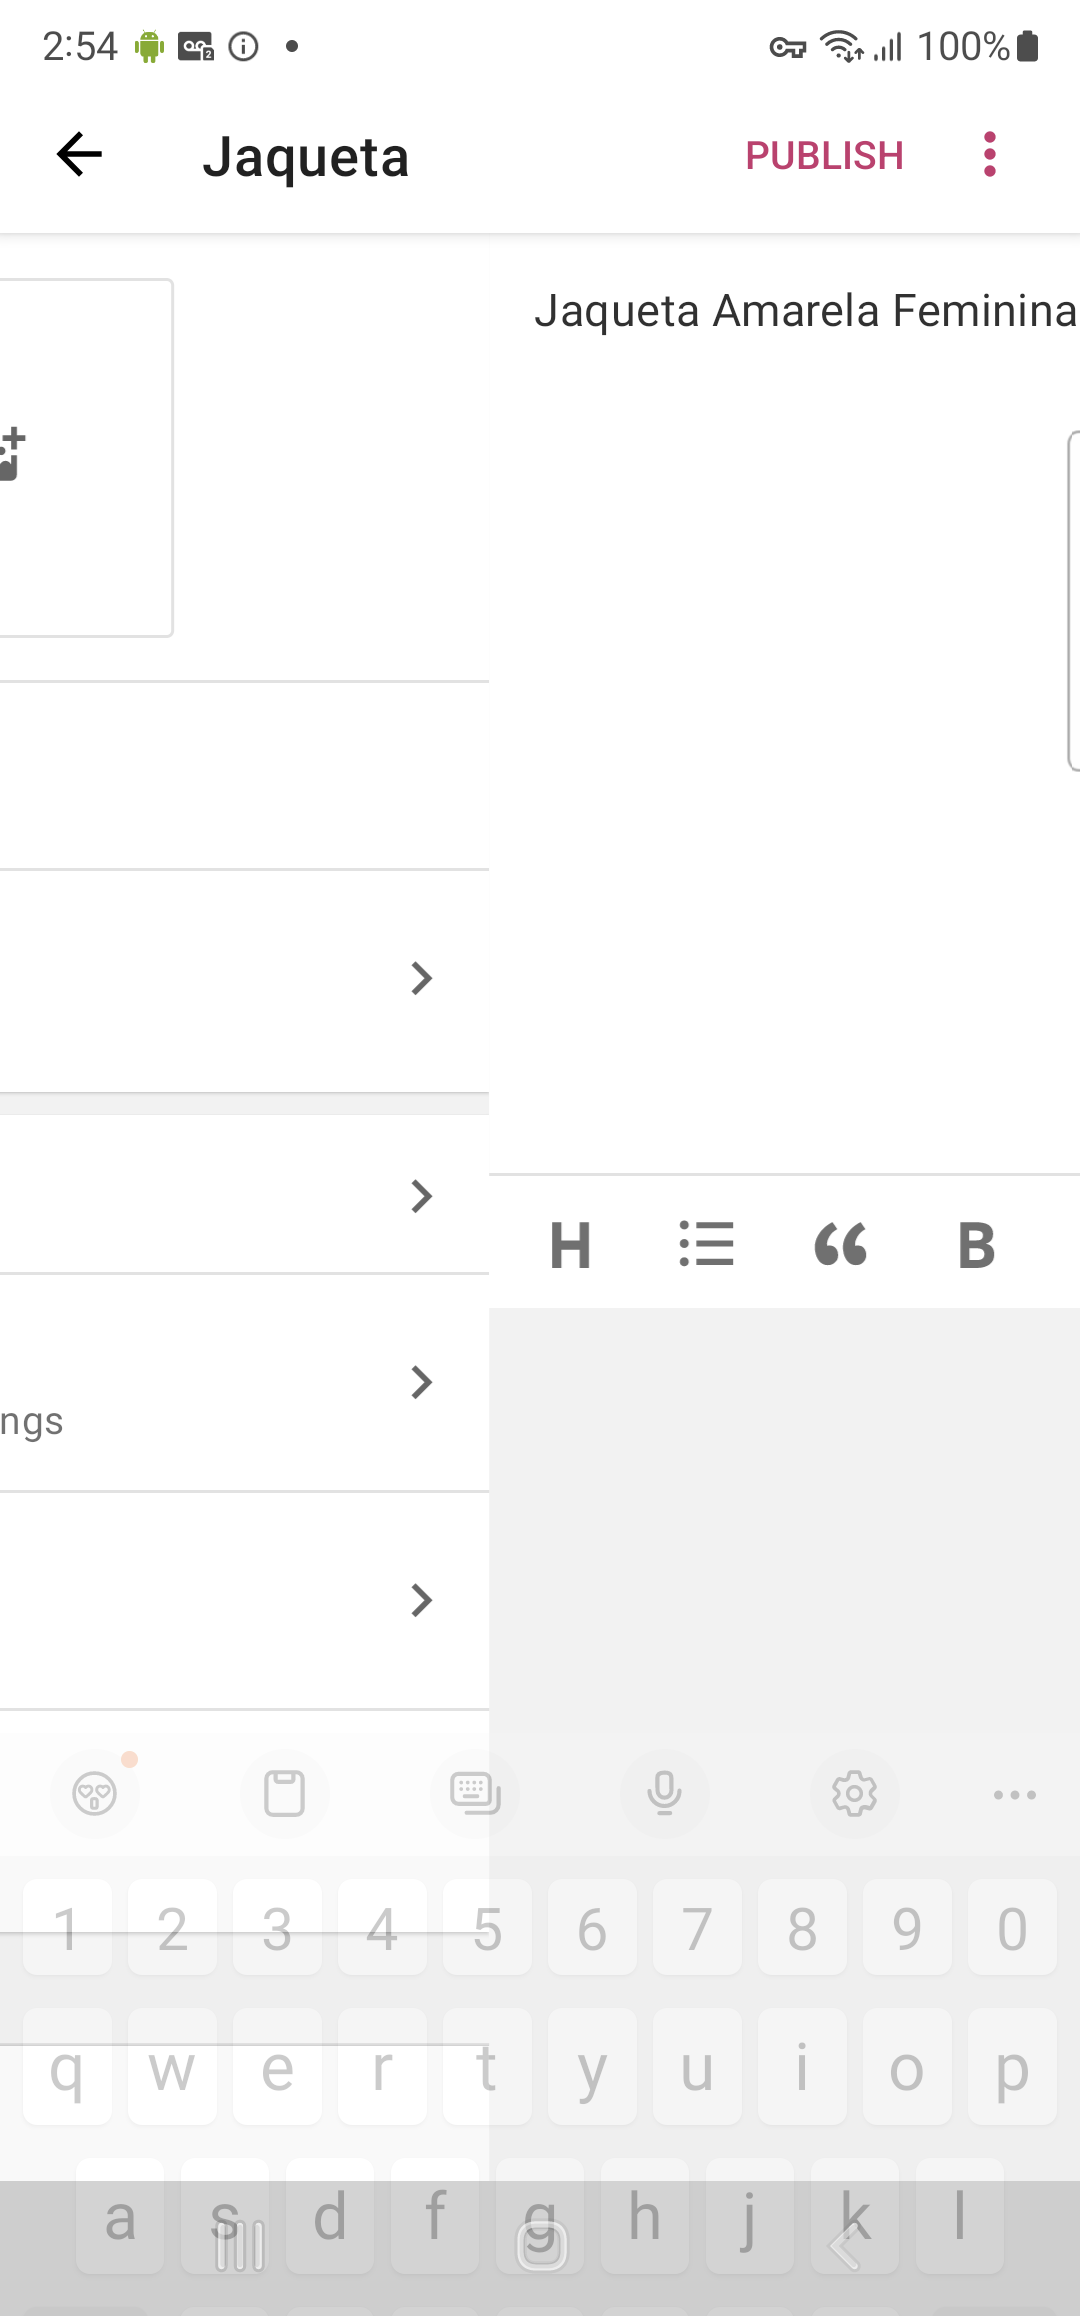 2:54
100%
Jaqueta
PUBLISH
Jaqueta Amarela Feminina
H
B
ngs
1 2 3 4 5 6 7 8 9 0
q w e r t y u i o p
a s d f g h j k l